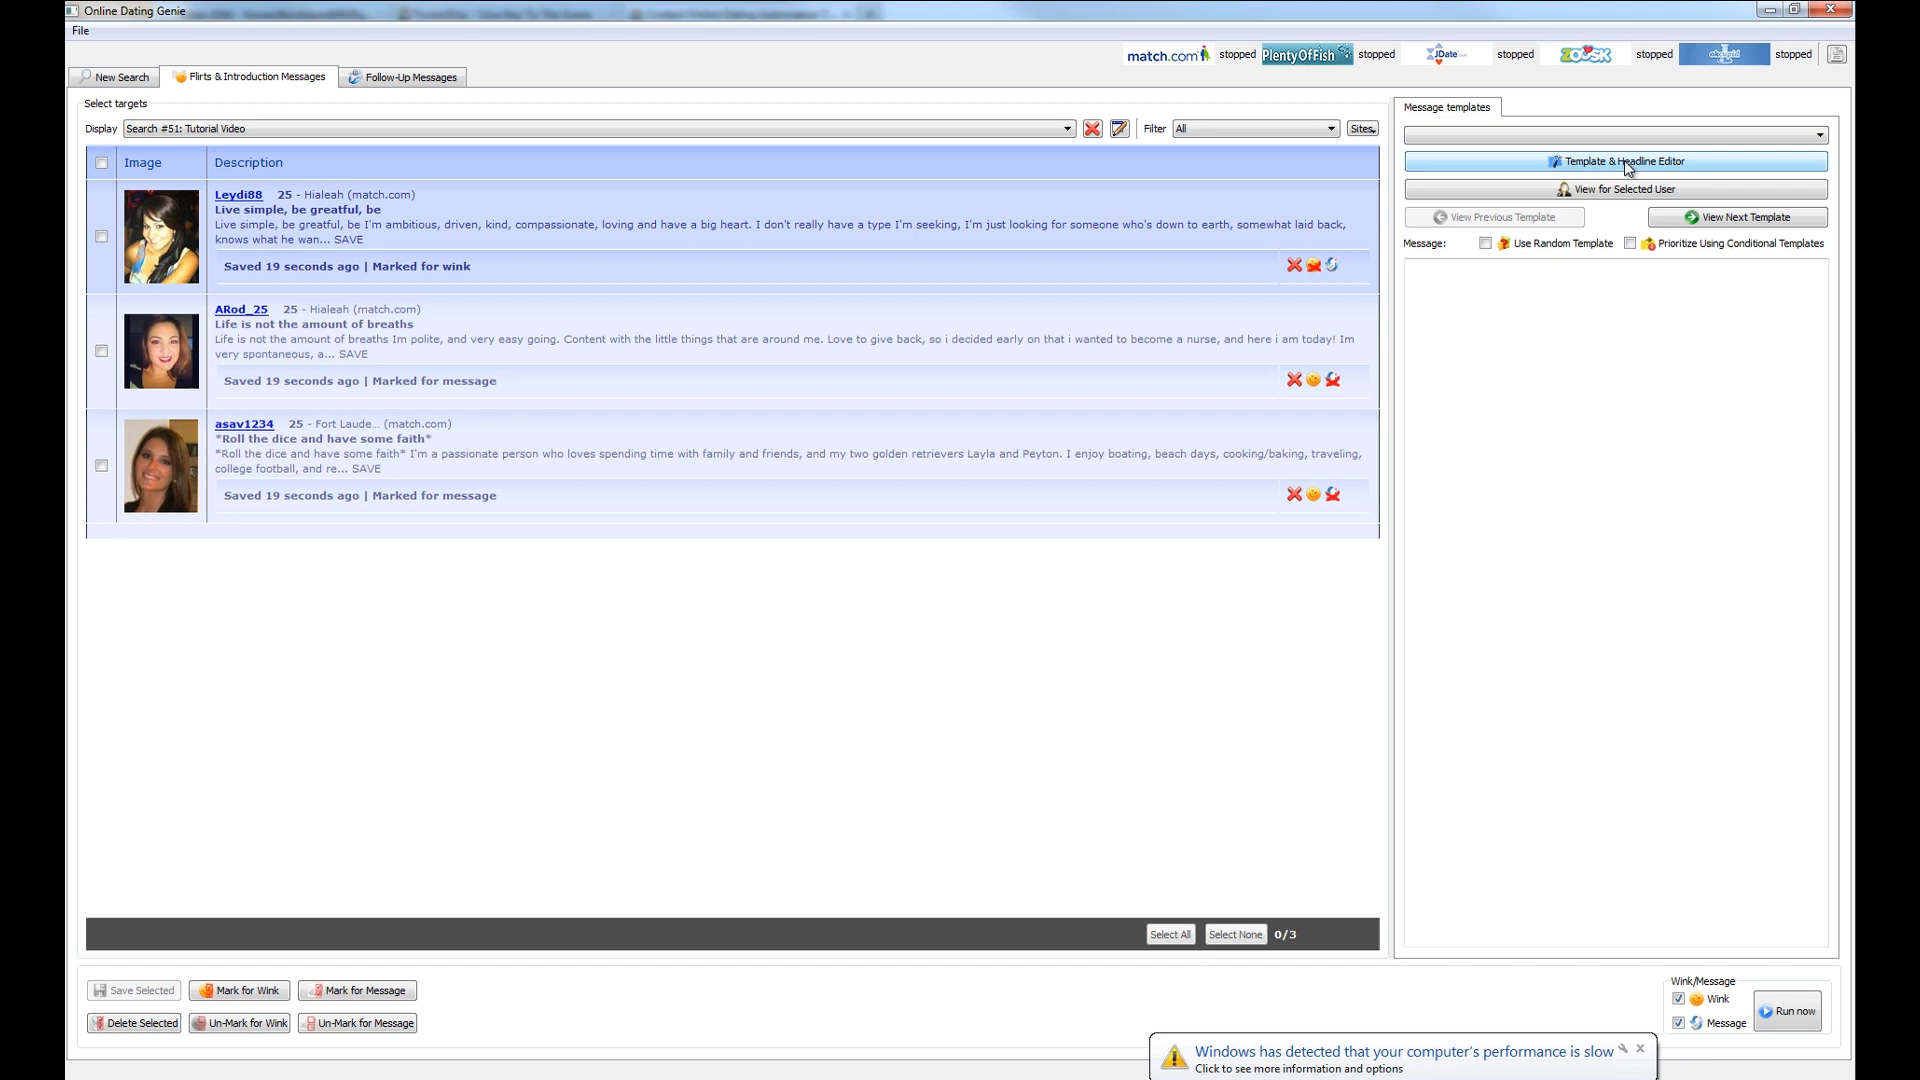 Online Dating Genie
File
match.com stopped PlentyOfFish stopped JDate stopped ZOOSK stopped okcupid stopped
New Search Flirts & Introduction Messages Follow-Up Messages
Select targets
Display Search #51: Tutorial Video Filter All Sites
Image Description
Leydi88 25 - Hialeah (match.com)
Live simple, be greatful, be
Live simple, be greatful, be I'm ambitious, driven, kind, compassionate, loving and have a big heart. I don't really have a type I'm seeking, I'm just looking for someone who's down to earth, somewhat laid back,
knows what he wan... SAVE
Saved 19 seconds ago | Marked for wink
ARod_25 25 - Hialeah (match.com)
Life is not the amount of breaths
Life is not the amount of breaths Im polite, and very easy going. Content with the little things that are around me. Love to give back, so i decided early on that i wanted to become a nurse, and here i am today! Im
very spontaneous, a... SAVE
Saved 19 seconds ago | Marked for message
asav1234 25 - Fort Laude... (match.com)
*Roll the dice and have some faith*
*Roll the dice and have some faith* I'm a passionate person who loves spending time with family and friends, and my two golden retrievers Layla and Peyton. I enjoy boating, beach days, cooking/baking, traveling,
college football, and re... SAVE
Saved 19 seconds ago | Marked for message
Select All Select None 0/3
Message templates
Template & Headline Editor
View for Selected User
View Previous Template View Next Template
Message: Use Random Template Prioritize Using Conditional Templates
Save Selected Mark for Wink Mark for Message
Delete Selected Un-Mark for Wink Un-Mark for Message
Wink/Message
Wink
Message
Run now
Windows has detected that your computer's performance is slow
Click to see more information and options